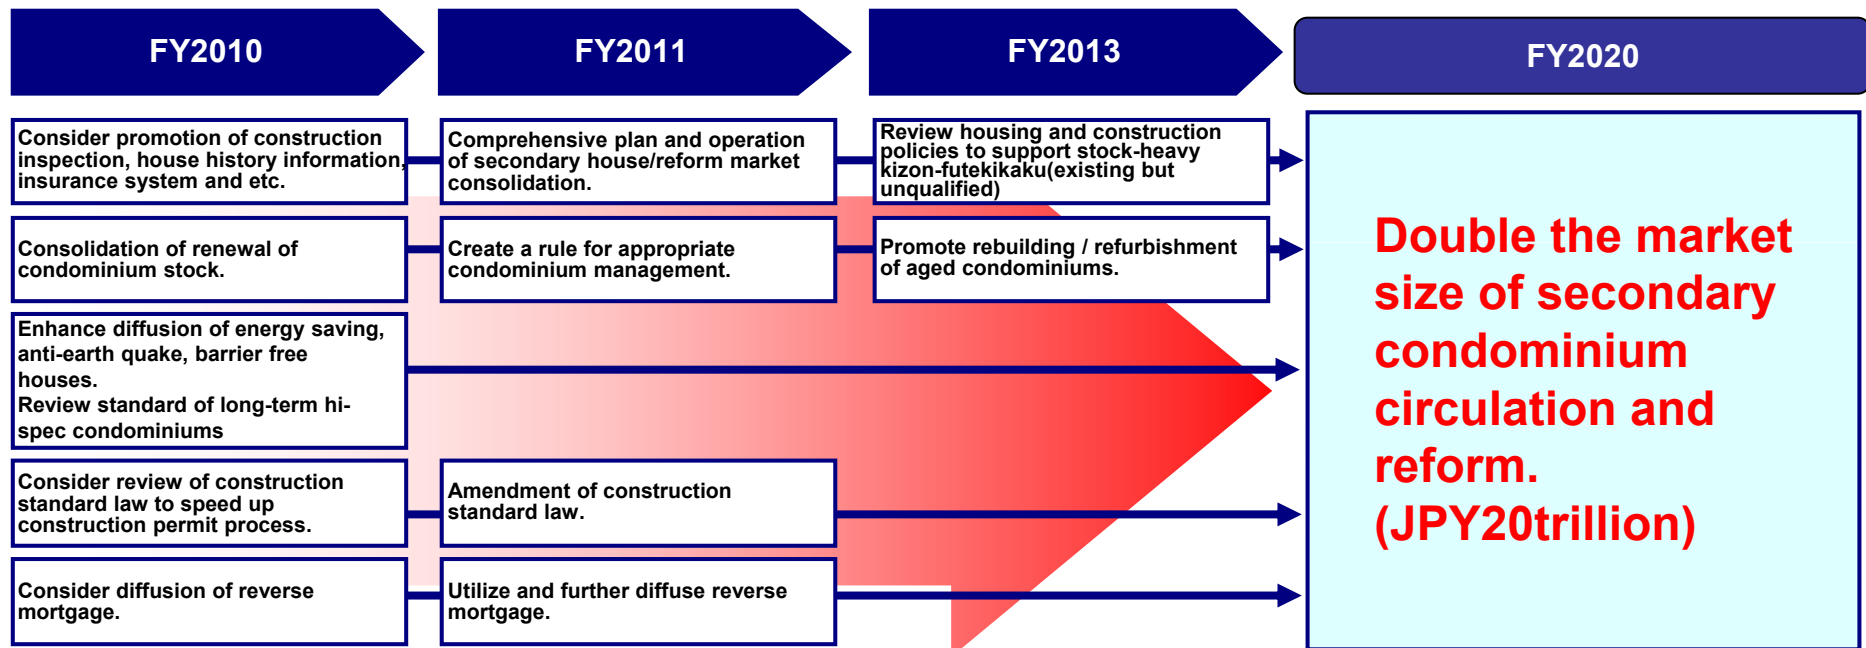 FY2010
FY2011
FY2013
FY2020
Consider promotion of construction
inspection, house history information,
insurance system and etc.
Comprehensive plan and operation
of secondary house/reform market
consolidation.
Review housing and construction
policies to support stock-heavy
kizon-futekikaku(existing but
unqualified)
Consolidation of renewal of
condominium stock.
Create a rule for appropriate
condominium management.
Promote rebuilding / refurbishment
of aged condominiums.
Enhance diffusion of energy saving,
anti-earth quake, barrier free
houses.
Review standard of long-term hi-
spec condominiums
Consider review of construction
standard law to speed up
construction permit process.
Amendment of construction
standard law.
Consider diffusion of reverse
mortgage.
Utilize and further diffuse reverse
mortgage.
Double the market
size of secondary
condominium
circulation and
reform.
(JPY20trillion)